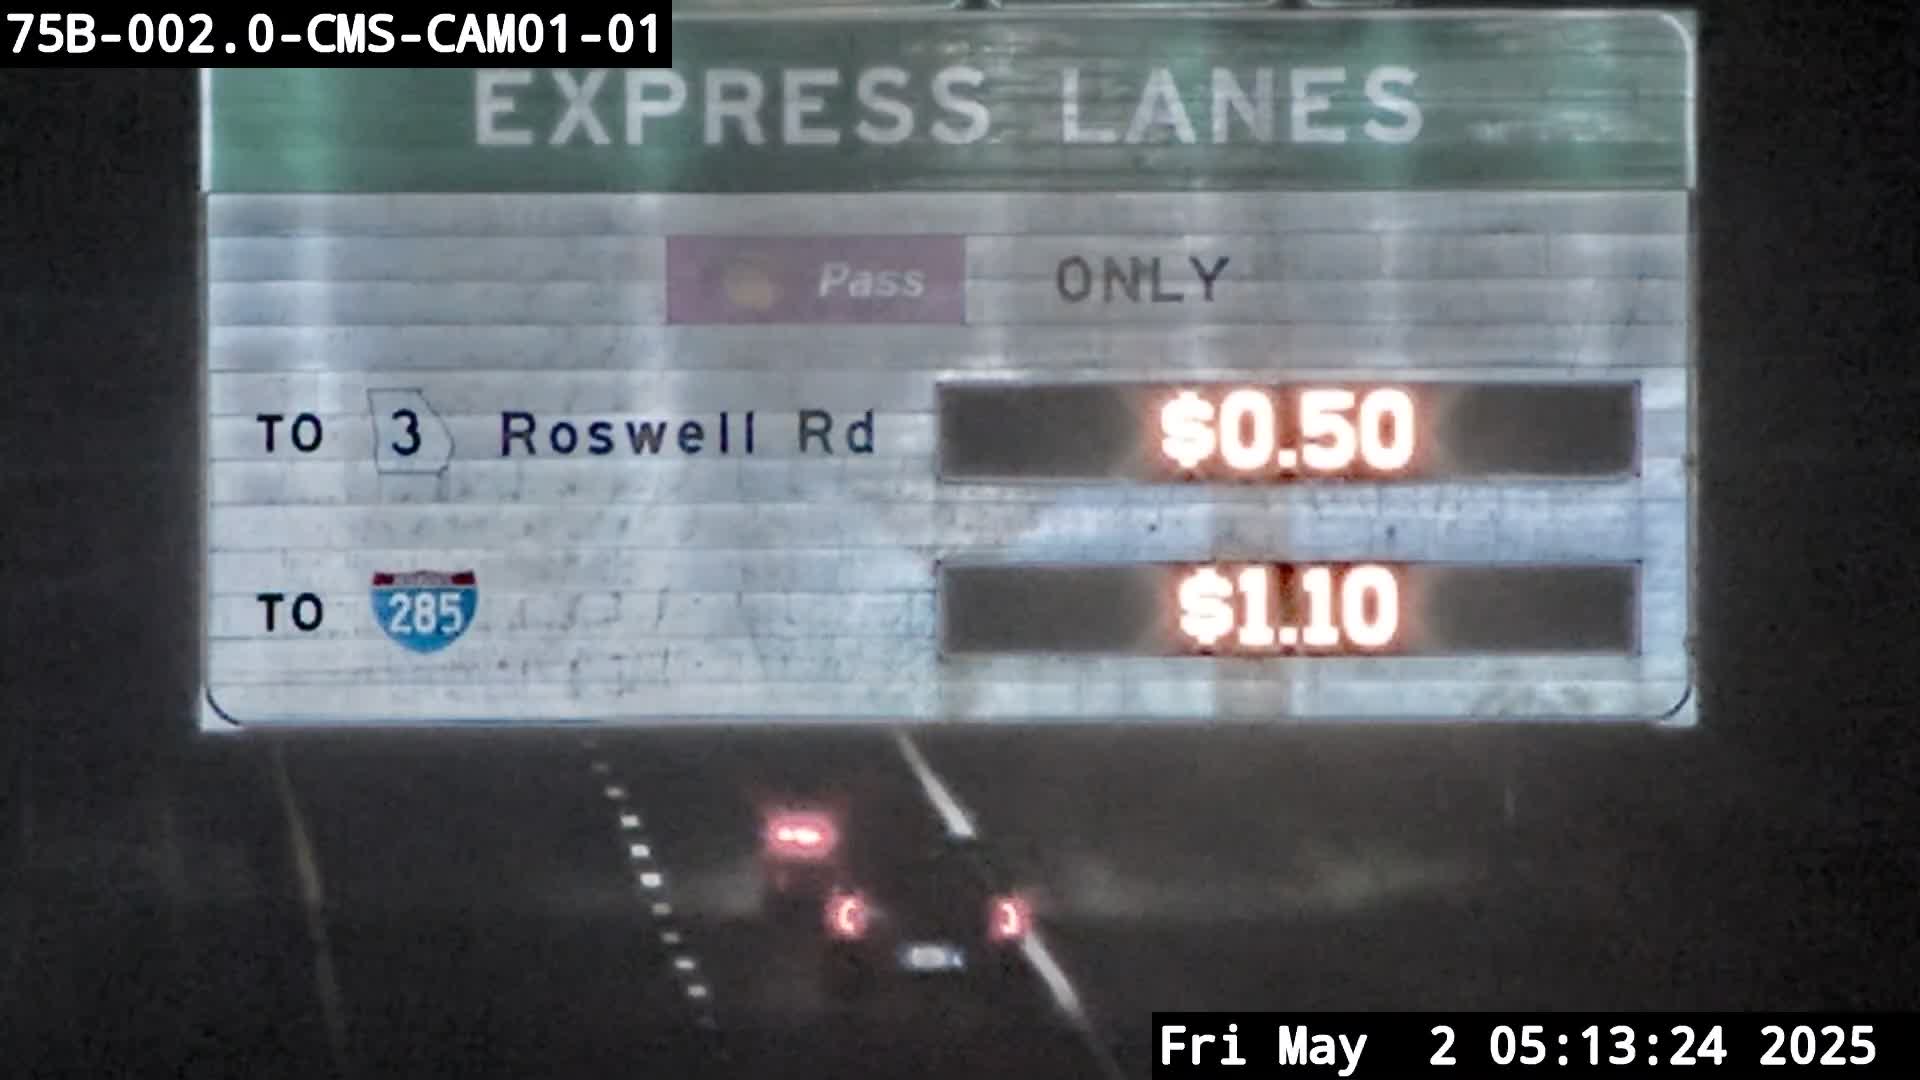 75B-002.0-CMS-CAM01-01
EXPRESS LANES
Pass ONLY
TO 3 Roswell Rd $0.50
TO 285 $1.10
Fri May 2 05:13:24 2025